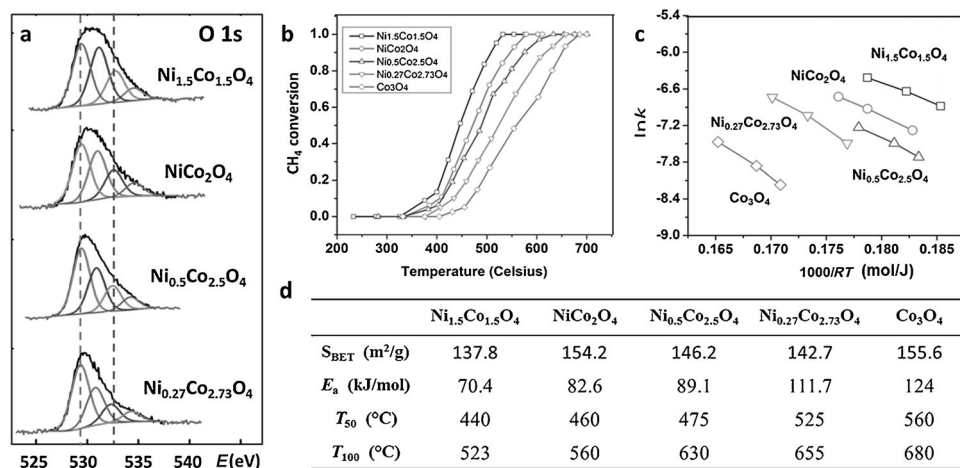 a
O 1s
Ni1.5Co1.5O4
NiCo2O4
Ni0.5Co2.5O4
Ni0.27Co2.73O4
525 530 535 540 E(eV)
b
Ni1.5Co1.5O4
NiCo2O4
Ni0.5Co2.5O4
Ni0.27Co2.73O4
Co3O4
CH4 conversion
1.0
0.8
0.6
0.4
0.2
0.0
200 300 400 500 600 700
Temperature (Celsius)
c
lnk
-5.4
-6.0
-6.6
-7.2
-7.8
-8.4
-9.0
Ni1.5Co1.5O4
NiCo2O4
Ni0.27Co2.73O4
Ni0.5Co2.5O4
Co3O4
0.165 0.170 0.175 0.180 0.185
1000/RT (mol/J)
d
Ni1.5Co1.5O4 NiCo2O4 Ni0.5Co2.5O4 Ni0.27Co2.73O4 Co3O4
SBET (m²/g) 137.8 154.2 146.2 142.7 155.6
Ea (kJ/mol) 70.4 82.6 89.1 111.7 124
T50 (°C) 440 460 475 525 560
T100 (°C) 523 560 630 655 680